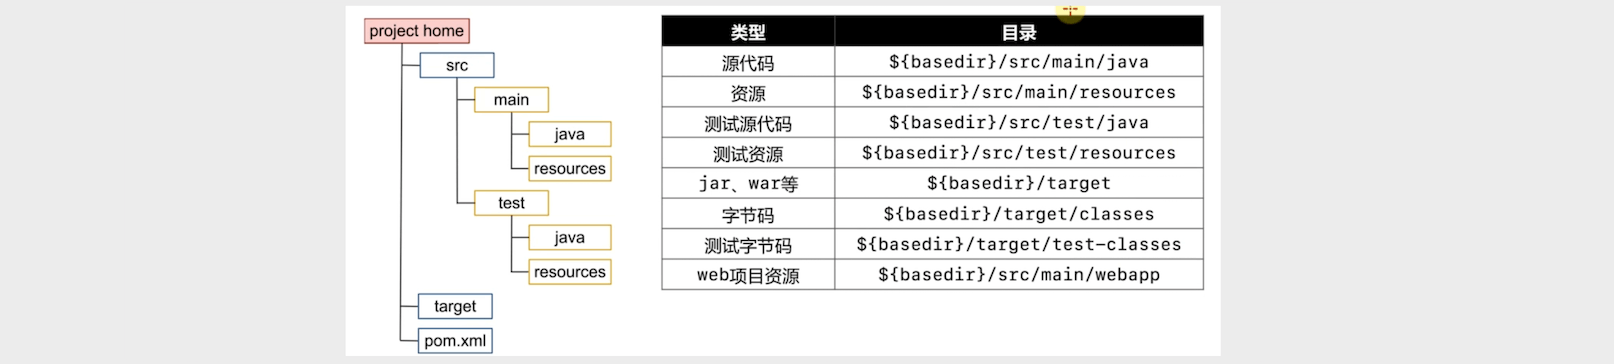 project home
src
main
java
resources
test
java
resources
target
pom.xml
类型 目录
源代码 ${basedir}/src/main/java
资源 ${basedir}/src/main/resources
测试源代码 ${basedir}/src/test/java
测试资源 ${basedir}/src/test/resources
jar、war等 ${basedir}/target
字节码 ${basedir}/target/classes
测试字节码 ${basedir}/target/test-classes
web项目资源 ${basedir}/src/main/webapp